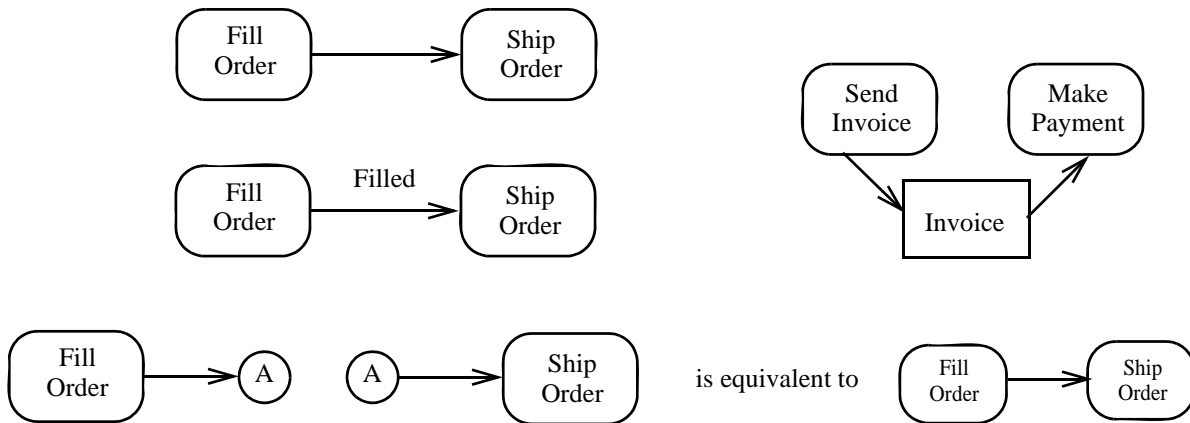 Fill
Order
Ship
Order
Send
Invoice
Make
Payment
Fill
Order
Filled
Ship
Order
Invoice
Fill
Order
A
A
Ship
Order
is equivalent to
Fill
Order
Ship
Order